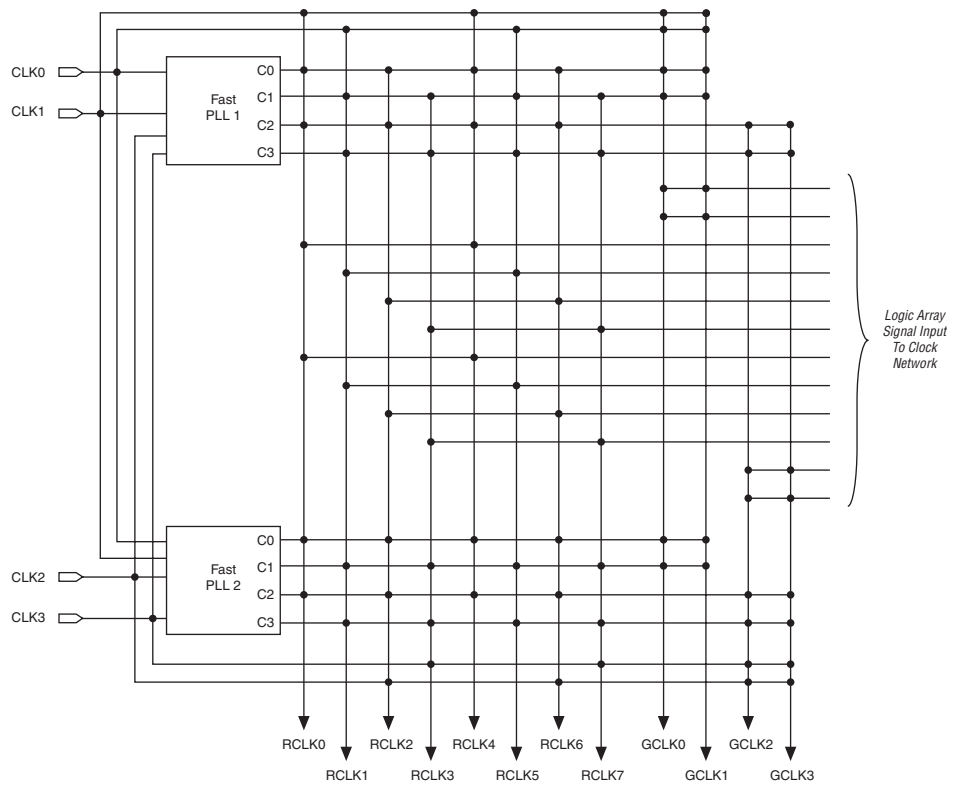 CLK0
CLK1
Fast
PLL 1
C0
C1
C2
C3
Logic Array
Signal Input
To Clock
Network
CLK2
CLK3
Fast
PLL 2
C0
C1
C2
C3
RCLK0
RCLK2
RCLK4
RCLK6
GCLK0
GCLK2
RCLK1
RCLK3
RCLK5
RCLK7
GCLK1
GCLK3